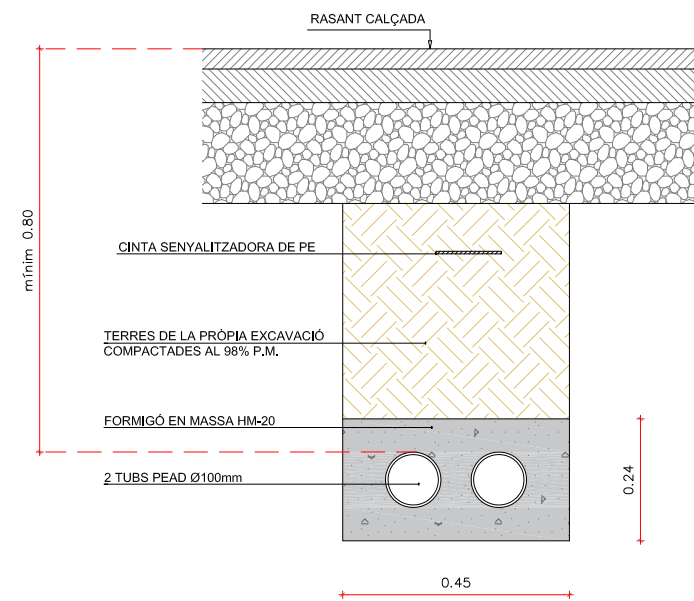 RASANT CALÇADA
mínim 0.80
CINTA SENYALITZADORA DE PE
TERRES DE LA PRÒPIA EXCAVACIÓ
COMPACTADES AL 98% P.M.
FORMIGÓ EN MASSA HM-20
2 TUBS PEAD Ø100mm
0.24
0.45